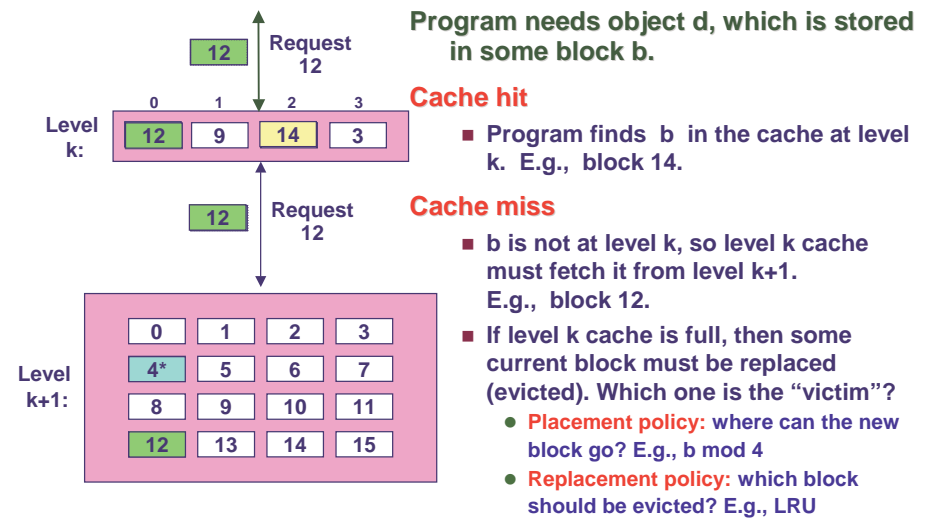 Program needs object d, which is stored
in some block b.
12
Request
12
0 1 2 3
Level
k:
12 9 14 3
12
Request
12
Level
k+1:
0 1 2 3
4* 5 6 7
8 9 10 11
12 13 14 15
Cache hit
■ Program finds b in the cache at level
k. E.g., block 14.
Cache miss
■ b is not at level k, so level k cache
must fetch it from level k+1.
E.g., block 12.
■ If level k cache is full, then some
current block must be replaced
(evicted). Which one is the “victim”?
● Placement policy: where can the new
block go? E.g., b mod 4
● Replacement policy: which block
should be evicted? E.g., LRU